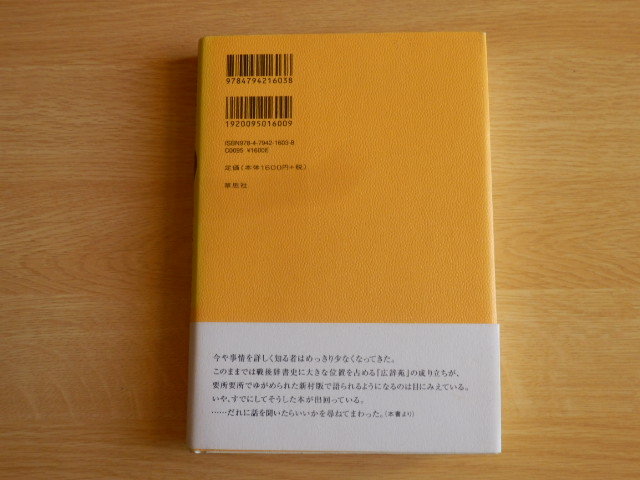 9784794216038
1920095016009
ISBN978-4-7942-1603-8
C0095 ¥1600E
定価(本体1600円+税)
草思社
今や事情を詳しく知る者はめっきり少なくなってきた。
このままでは戦後辞書史に大きな位置を占める『広辞苑』の成り立ちが、
要所要所でゆがめられた新村版で語られるようになるのは目にみえている。
いや、すでにしてそうした本が出回っている。
……だれに話を聞いたらいいかを尋ねてまわった。(本書より)